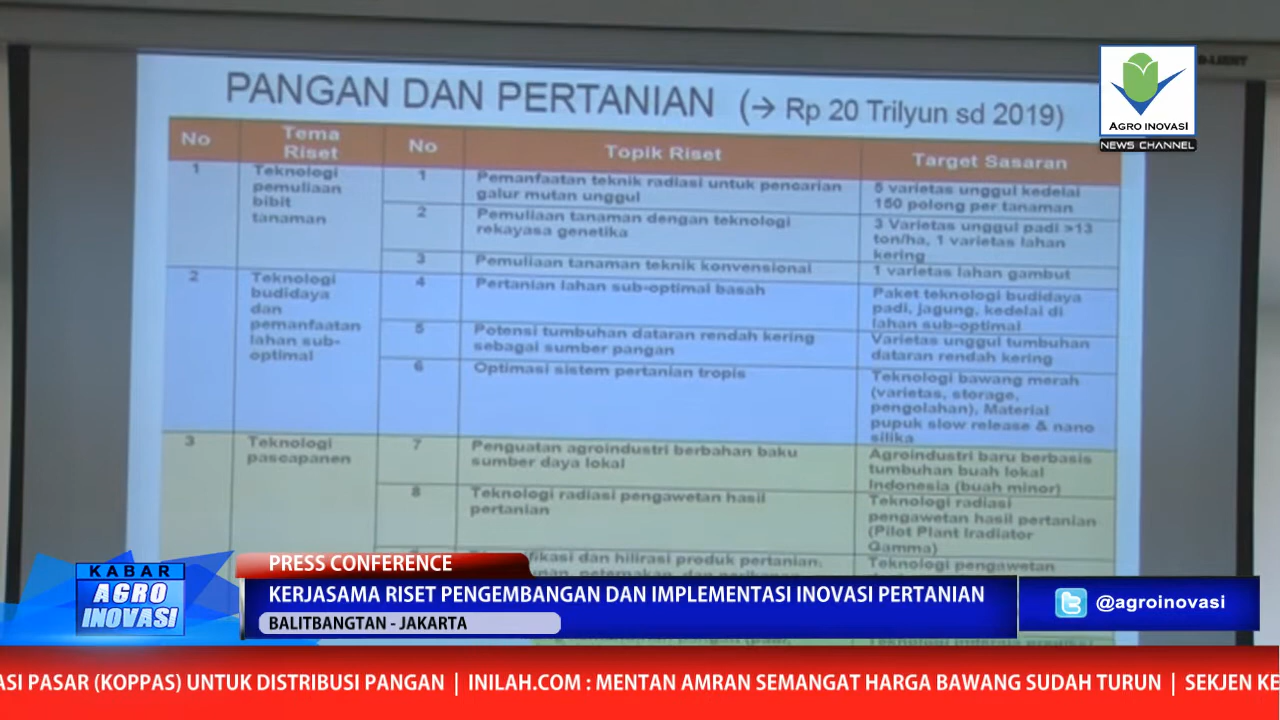 PANGAN DAN PERTANIAN (→ Rp 20 Trilyun sd 2019)
AGRO INOVASI
NEWS CHANNEL
No
Tema
Riset
No
Topik Riset
Target Sasaran
1
Teknologi
pemuliaan
bibit
tanaman
1
Pemanfaatan teknik radiasi untuk pencarian
galur mutan unggul
5 varietas unggul kedelai
150 polong per tanaman
2
Pemuliaan tanaman dengan teknologi
rekayasa genetika
3 Varietas unggul padi >13
ton/ha, 1 varietas lahan
kering
3
Pemuliaan tanaman teknik konvensional
1 varietas lahan gambut
2
Teknologi
budidaya
dan
pemanfaatan
lahan sub-
optimal
4
Pertanian lahan sub-optimal basah
Paket teknologi budidaya
padi, jagung, kedelai di
lahan sub-optimal
5
Potensi tumbuhan dataran rendah kering
sebagai sumber pangan
Varietas unggul tumbuhan
dataran rendah kering
6
Optimasi sistem pertanian tropis
Teknologi bawang merah
(varietas, storage,
pengolahan), Material
pupuk slow release & nano
silika
3
Teknologi
pascapanen
7
Penguatan agroindustri berbahan baku
sumber daya lokal
Agroindustri baru berbasis
tumbuhan buah lokal
Indonesia (buah minor)
8
Teknologi radiasi pengawetan hasil
pertanian
Teknologi radiasi
pengawetan hasil pertanian
(Pilot Plant Iradiator
Gamma)
dan hilirasi produk pertanian,
peternakan, dan
Teknologi pengawetan
KABAR
AGRO
INOVASI
PRESS CONFERENCE
KERJASAMA RISET PENGEMBANGAN DAN IMPLEMENTASI INOVASI PERTANIAN
BALITBANGTAN - JAKARTA
@agroinovasi
ASI PASAR (KOPPAS) UNTUK DISTRIBUSI PANGAN | INILAH.COM : MENTAN AMRAN SEMANGAT HARGA BAWANG SUDAH TURUN | SEKJEN KE